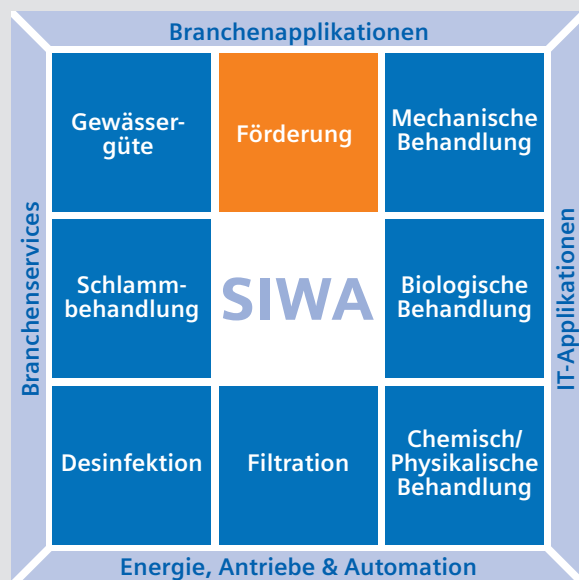 Branchenapplikationen
Gewässer-
güte
Förderung
Mechanische
Behandlung
Branchenservices
Schlamm-
behandlung
SIWA
Biologische
Behandlung
IT-Applikationen
Desinfektion
Filtration
Chemisch/
Physikalische
Behandlung
Energie, Antriebe & Automation